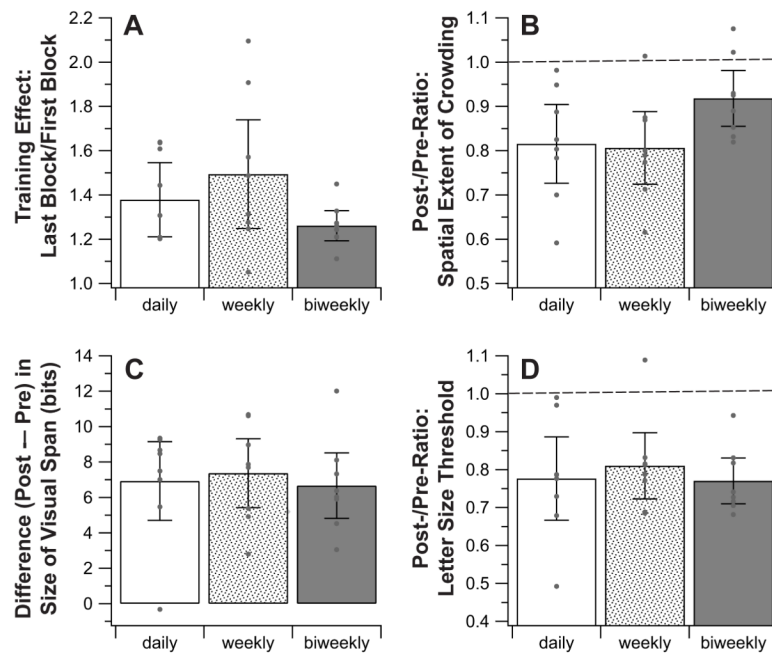 A
Training Effect:
Last Block/First Block
2.2
2.0
1.8
1.6
1.4
1.2
1.0
daily weekly biweekly
B
Post-/Pre-Ratio:
Spatial Extent of Crowding
1.1
1.0
0.9
0.8
0.7
0.6
0.5
daily weekly biweekly
C
Difference (Post — Pre) in
Size of Visual Span (bits)
14
12
10
8
6
4
2
0
daily weekly biweekly
D
Post-/Pre-Ratio:
Letter Size Threshold
1.1
1.0
0.9
0.8
0.7
0.6
0.5
0.4
daily weekly biweekly